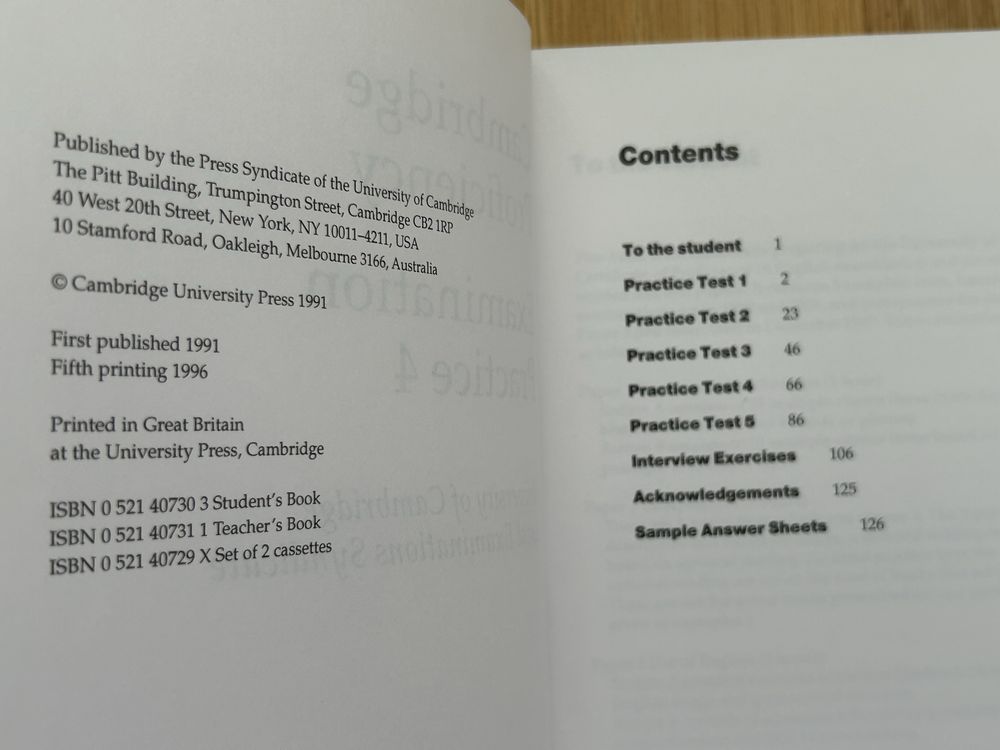 Published by the Press Syndicate of the University of Cambridge
The Pitt Building, Trumpington Street, Cambridge CB2 1RP
40 West 20th Street, New York, NY 10011–4211, USA
10 Stamford Road, Oakleigh, Melbourne 3166, Australia
© Cambridge University Press 1991
First published 1991
Fifth printing 1996
Printed in Great Britain
at the University Press, Cambridge
ISBN 0 521 40730 3 Student's Book
ISBN 0 521 40731 1 Teacher's Book
ISBN 0 521 40729 X Set of 2 cassettes
Contents
To the student 1
Practice Test 1 2
Practice Test 2 23
Practice Test 3 46
Practice Test 4 66
Practice Test 5 86
Interview Exercises 106
Acknowledgements 125
Sample Answer Sheets 126